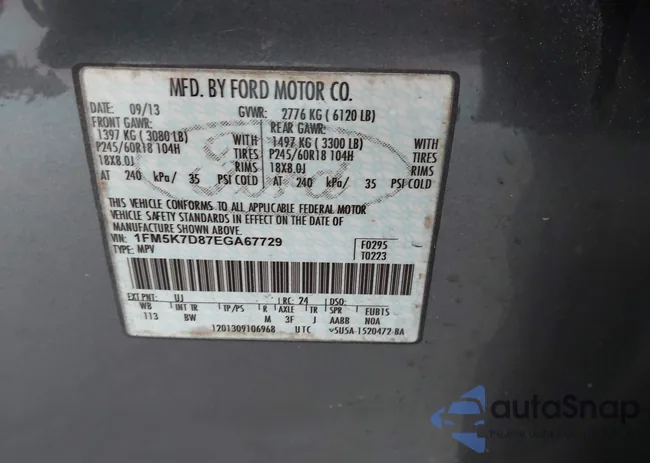 MFD. BY FORD MOTOR CO.
DATE: 09/13 GVWR: 2776 KG ( 6120 LB)
FRONT GAWR: REAR GAWR:
1397 KG ( 3080 LB) WITH 1497 KG ( 3300 LB) WITH
P245/60R18 104H TIRES P245/60R18 104H TIRES
18X8.0J RIMS 18X8.0J RIMS
AT 240 kPa/ 35 PSI COLD AT 240 kPa/ 35 PSI COLD
THIS VEHICLE CONFORMS TO ALL APPLICABLE FEDERAL MOTOR
VEHICLE SAFETY STANDARDS IN EFFECT ON THE DATE OF
MANUFACTURE SHOWN ABOVE.
VIN: 1FM5K7D87EGA67729 F0295
TYPE: MPV T0223
Ford
EXT PNT: UJ RC: 24 DSO:
WB INT TR TP/PS R AXLE TR SPR EUB15
113 BW M 3F J AABB NOA
1201309106968 UTC 5U5A-1520472-BA
autoSnap